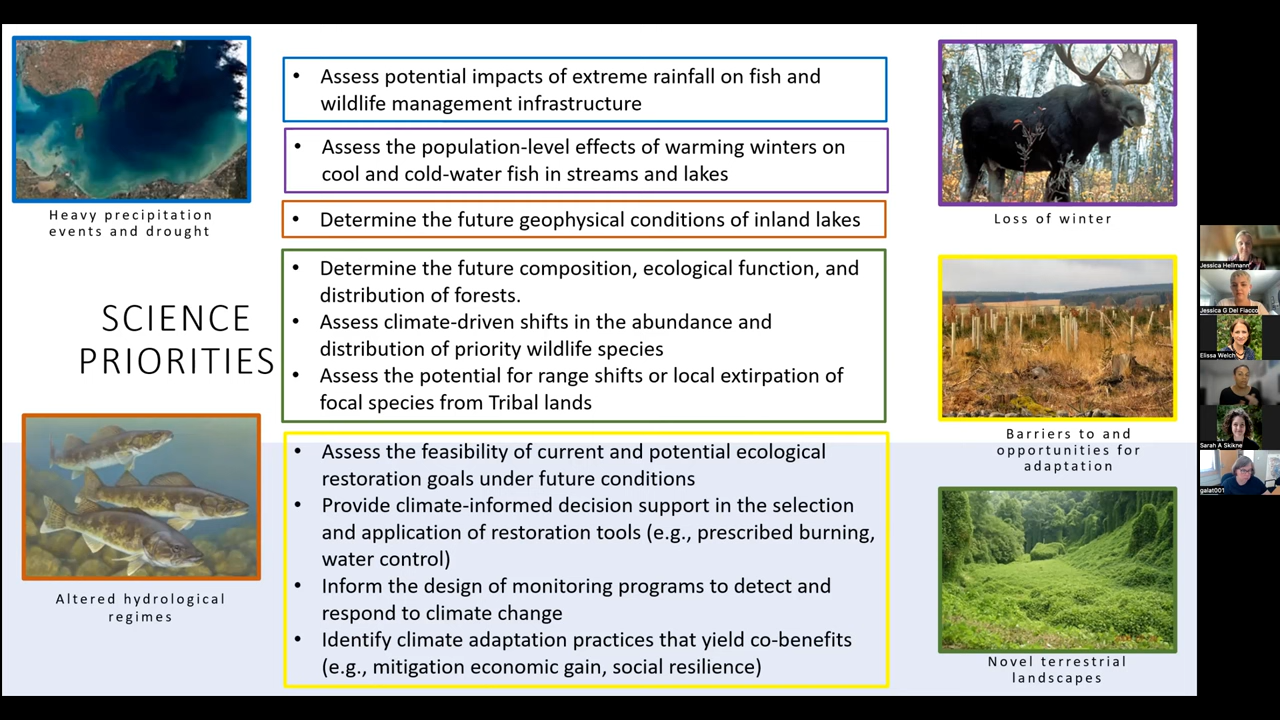 • Assess potential impacts of extreme rainfall on fish and
wildlife management infrastructure
• Assess the population-level effects of warming winters on
cool and cold-water fish in streams and lakes
• Determine the future geophysical conditions of inland lakes
• Determine the future composition, ecological function, and
distribution of forests.
• Assess climate-driven shifts in the abundance and
distribution of priority wildlife species
• Assess the potential for range shifts or local extirpation of
focal species from Tribal lands
• Assess the feasibility of current and potential ecological
restoration goals under future conditions
• Provide climate-informed decision support in the selection
and application of restoration tools (e.g., prescribed burning,
water control)
• Inform the design of monitoring programs to detect and
respond to climate change
• Identify climate adaptation practices that yield co-benefits
(e.g., mitigation economic gain, social resilience)
Heavy precipitation
events and drought
SCIENCE
PRIORITIES
Altered hydrological
regimes
Loss of winter
Barriers to and
opportunities for
adaptation
Novel terrestrial
landscapes
Jessica Hellmann
Jessica G Del Fiacco
Elissa Welch
Sarah A Skikne
galat001